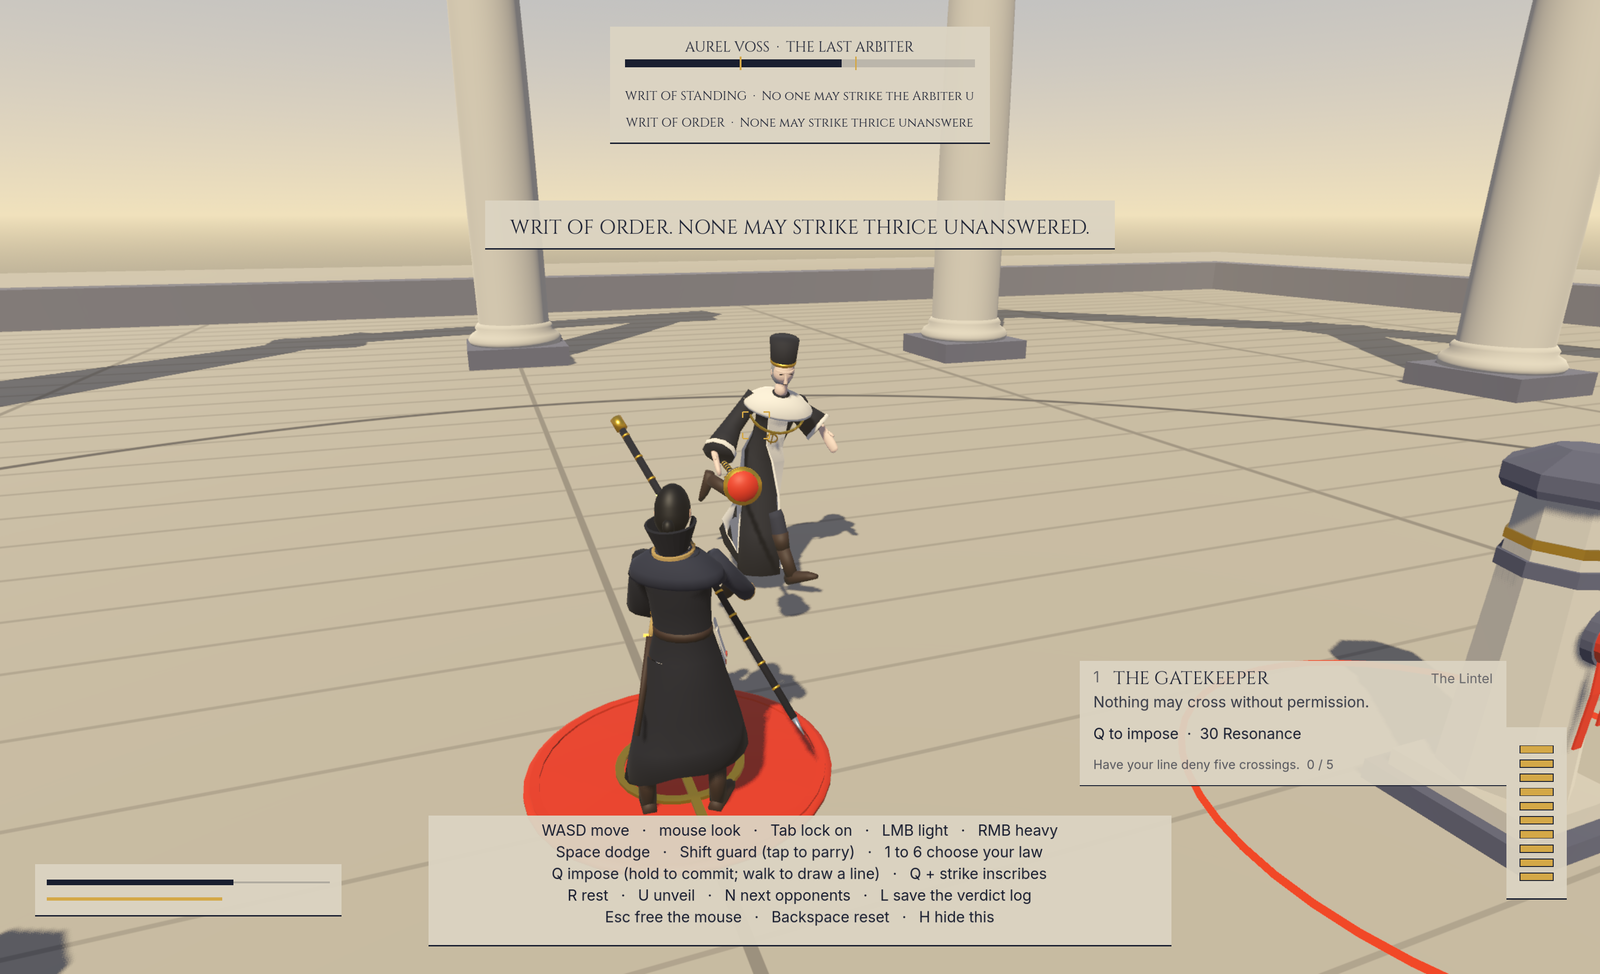 AUREL VOSS · THE LAST ARBITER
WRIT OF STANDING · NO ONE MAY STRIKE THE ARBITER U
WRIT OF ORDER · NONE MAY STRIKE THRICE UNANSWERE
WRIT OF ORDER. NONE MAY STRIKE THRICE UNANSWERED.
1 THE GATEKEEPER The Lintel
Nothing may cross without permission.
Q to impose · 30 Resonance
Have your line deny five crossings. 0 / 5
WASD move · mouse look · Tab lock on · LMB light · RMB heavy
Space dodge · Shift guard (tap to parry) · 1 to 6 choose your law
Q impose (hold to commit; walk to draw a line) · Q + strike inscribes
R rest · U unveil · N next opponents · L save the verdict log
Esc free the mouse · Backspace reset · H hide this